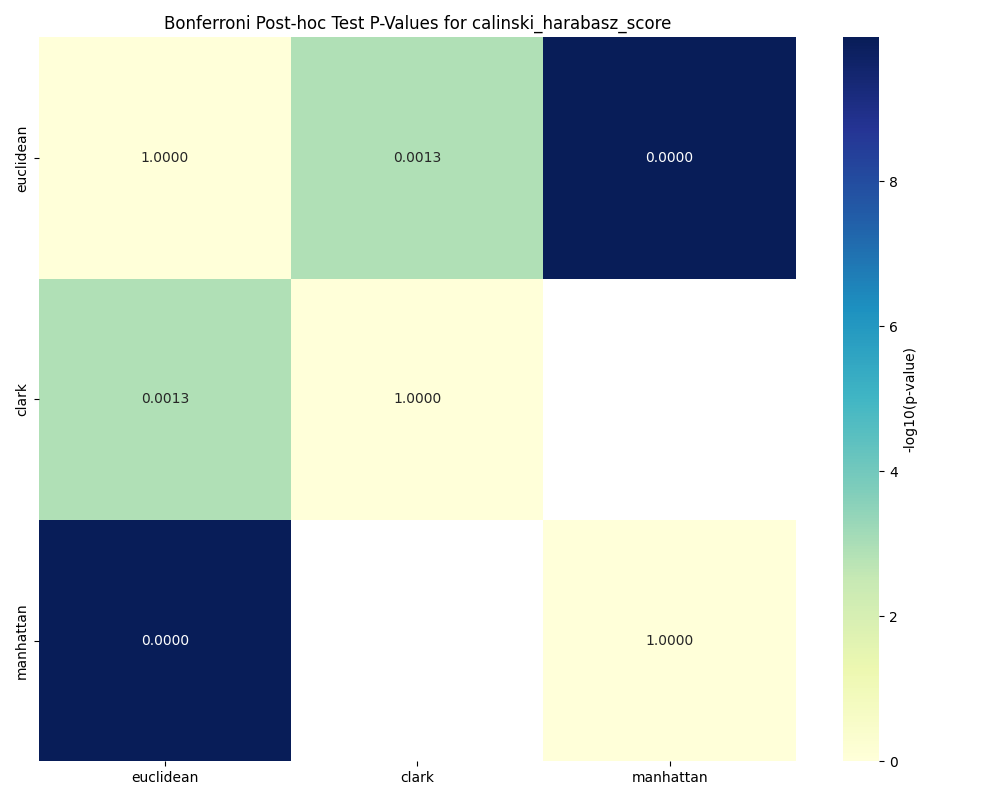 Bonferroni Post-hoc Test P-Values for calinski_harabasz_score
euclidean
1.0000
0.0013
0.0000
clark
0.0013
1.0000
manhattan
0.0000
1.0000
euclidean
clark
manhattan
8
6
4
2
0
-log10(p-value)